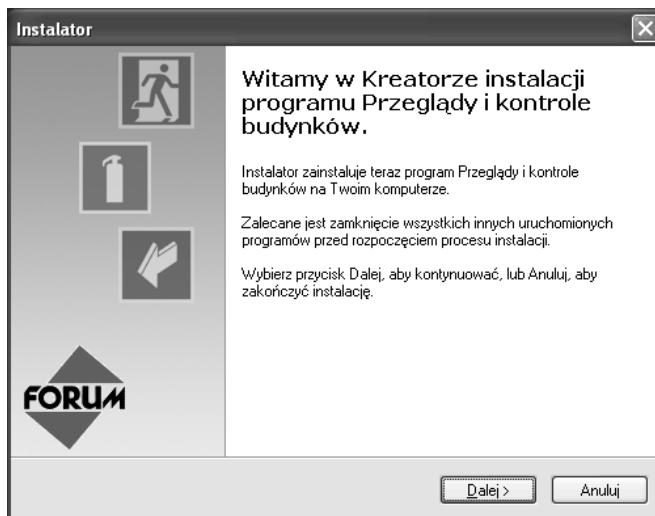 Instalator
Witamy w Kreatorze instalacji
programu Przeglądy i kontrole
budynków.
Instalator zainstaluje teraz program Przeglądy i kontrole
budynków na Twoim komputerze.
Zalecane jest zamknięcie wszystkich innych uruchomionych
programów przed rozpoczęciem procesu instalacji.
Wybierz przycisk Dalej, aby kontynuować, lub Anuluj, aby
zakończyć instalację.
FORUM
Dalej >
Anuluj